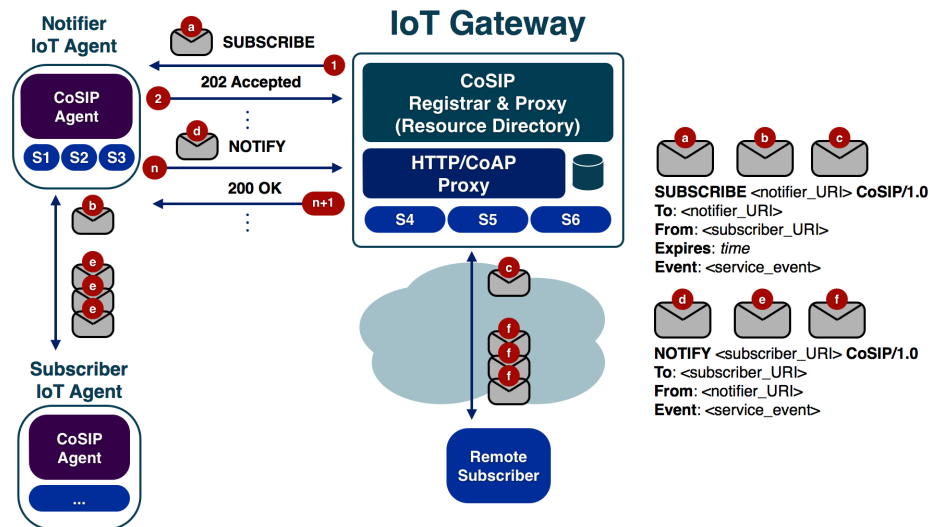 Notifier
IoT Agent
CoSIP
Agent
S1 S2 S3
a
SUBSCRIBE
1
202 Accepted
2
⋮
d
NOTIFY
n
200 OK
n+1
⋮
IoT Gateway
CoSIP
Registrar & Proxy
(Resource Directory)
HTTP/CoAP
Proxy
S4 S5 S6
b
e
e
e
Subscriber
IoT Agent
CoSIP
Agent
...
c
f
f
f
Remote
Subscriber
a b c
SUBSCRIBE <notifier_URI> CoSIP/1.0
To: <notifier_URI>
From: <subscriber_URI>
Expires: time
Event: <service_event>
d e f
NOTIFY <subscriber_URI> CoSIP/1.0
To: <subscriber_URI>
From: <notifier_URI>
Event: <service_event>